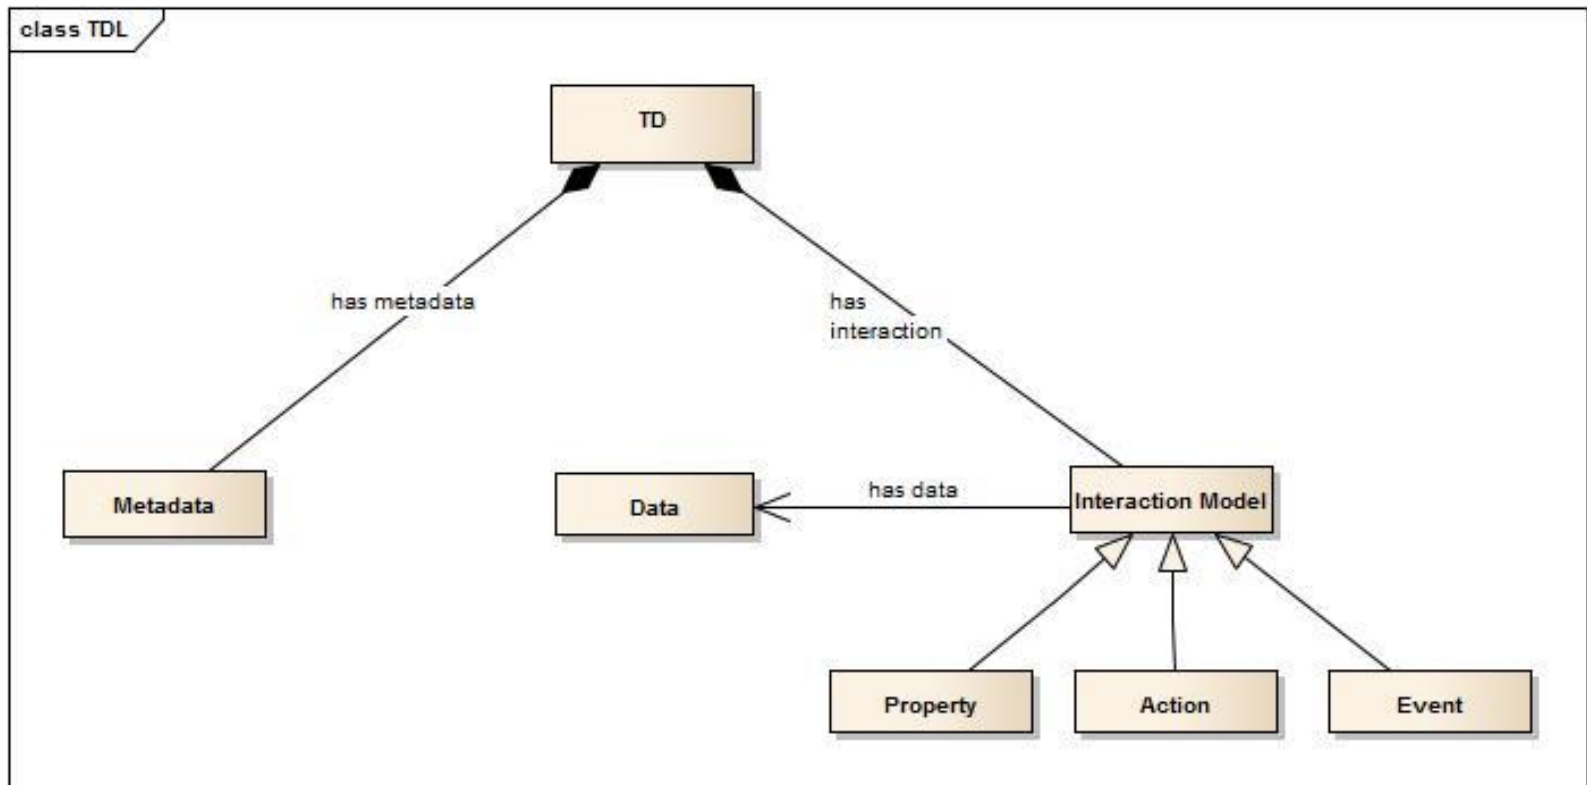 class TDL
TD
has metadata
has
interaction
Metadata
Data
has data
Interaction Model
Property
Action
Event